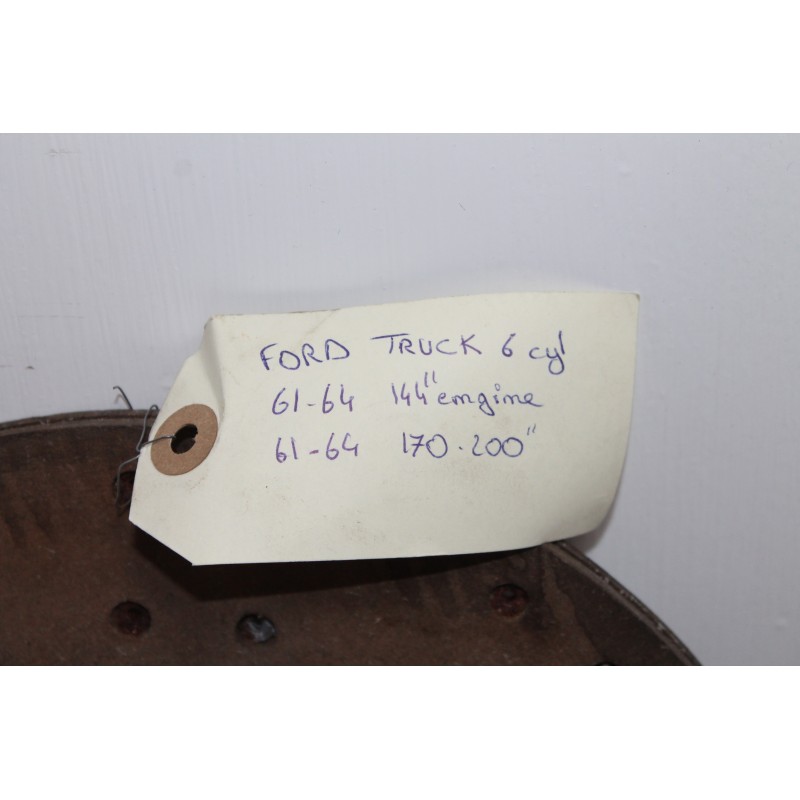 FORD TRUCK 6 cyl
61-64 144" engine
61-64 170-200"